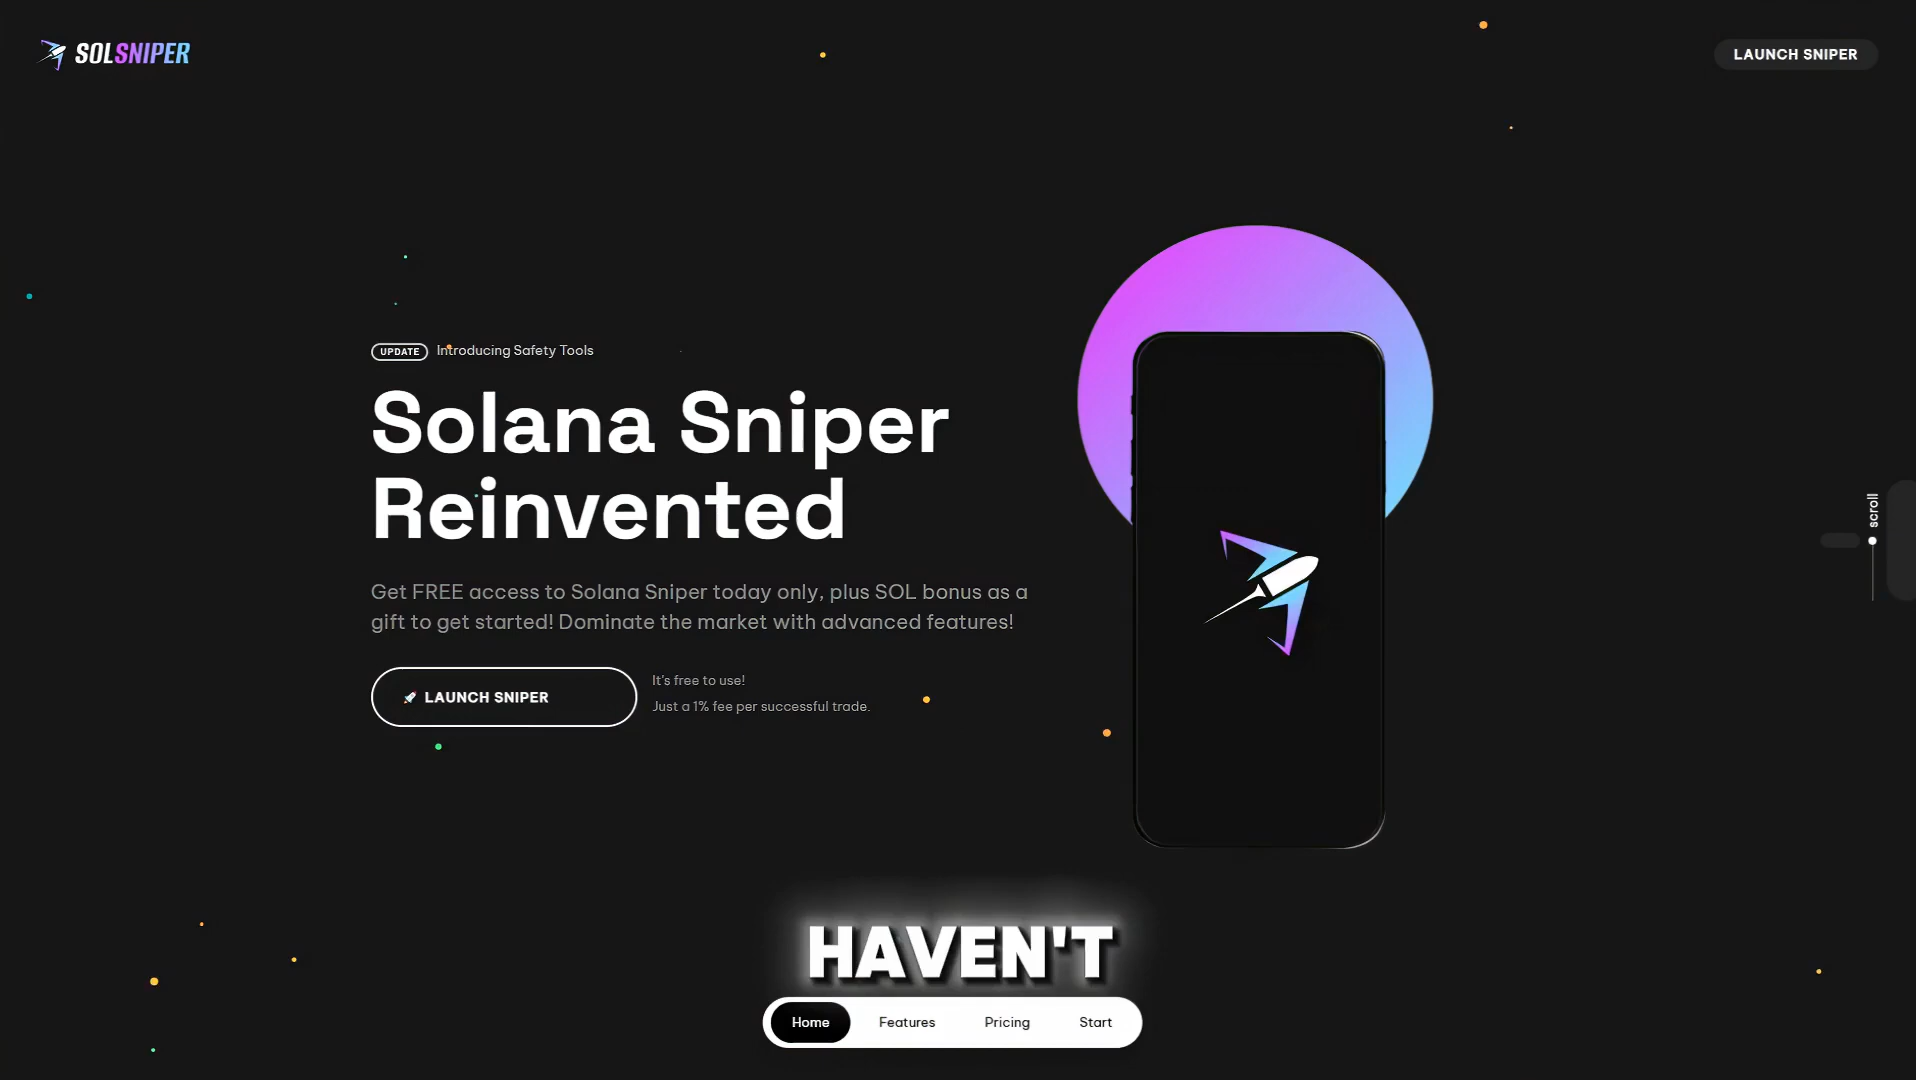 SOLSNIPER
LAUNCH SNIPER
UPDATE Introducing Safety Tools
Solana Sniper
Reinvented
Get FREE access to Solana Sniper today only, plus SOL bonus as a
gift to get started! Dominate the market with advanced features!
🚀 LAUNCH SNIPER
It's free to use!
Just a 1% fee per successful trade.
scroll
HAVEN'T
Home Features Pricing Start